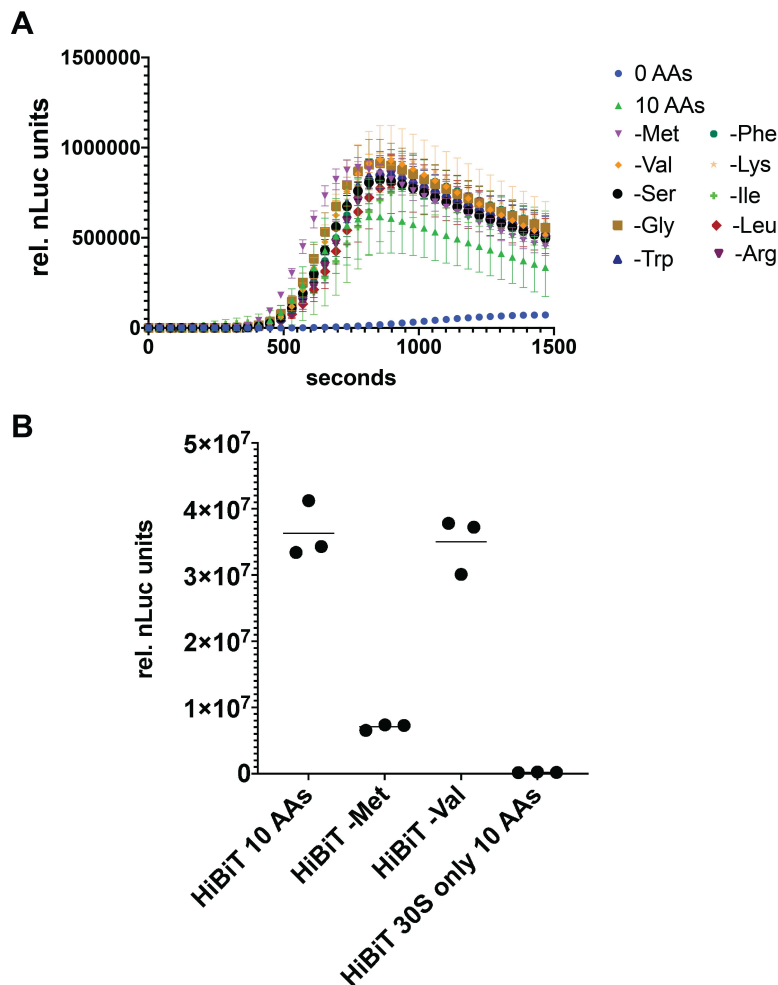 A
1500000
1000000
500000
0
rel. nLuc units
0 500 1000 1500
seconds
0 AAs
10 AAs
-Met -Phe
-Val -Lys
-Ser -Ile
-Gly -Leu
-Trp -Arg
B
5×10⁷
4×10⁷
3×10⁷
2×10⁷
1×10⁷
0
rel. nLuc units
HiBiT 10 AAs
HiBiT -Met
HiBiT -Val
HiBiT 30S only 10 AAs